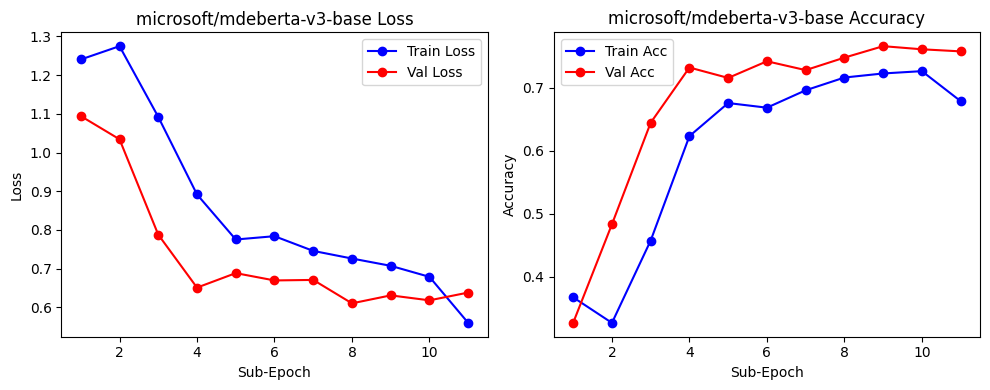 microsoft/mdeberta-v3-base Loss
1.3
1.2
1.1
1.0
0.9
0.8
0.7
0.6
Loss
Train Loss
Val Loss
2
4
6
8
10
Sub-Epoch
microsoft/mdeberta-v3-base Accuracy
0.7
0.6
0.5
0.4
Accuracy
Train Acc
Val Acc
2
4
6
8
10
Sub-Epoch